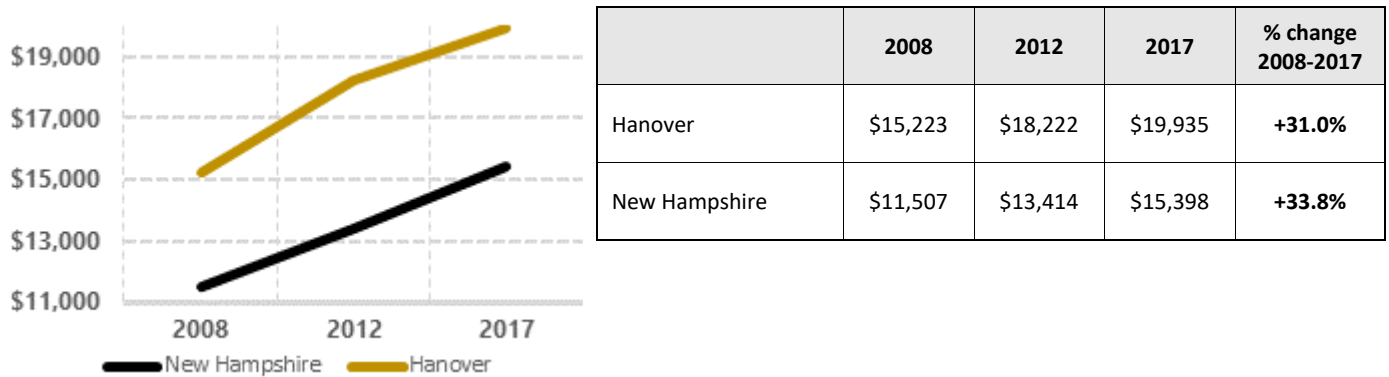 $19,000
$17,000
$15,000
$13,000
$11,000
2008 2012 2017
New Hampshire Hanover
2008 2012 2017 % change
2008-2017
Hanover $15,223 $18,222 $19,935 +31.0%
New Hampshire $11,507 $13,414 $15,398 +33.8%